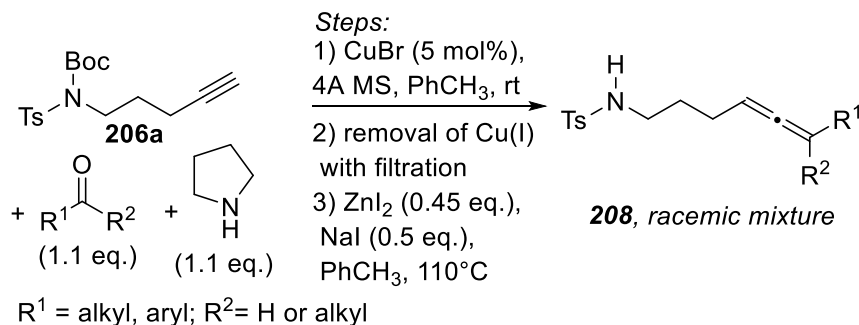 Steps:
1) CuBr (5 mol%),
4A MS, PhCH3, rt
2) removal of Cu(I)
with filtration
3) ZnI2 (0.45 eq.),
NaI (0.5 eq.),
PhCH3, 110°C
Boc
N
Ts
206a
+
O
R1 R2
(1.1 eq.)
+
N
H
(1.1 eq.)
H
N
Ts
R1
R2
208, racemic mixture
R1 = alkyl, aryl; R2= H or alkyl